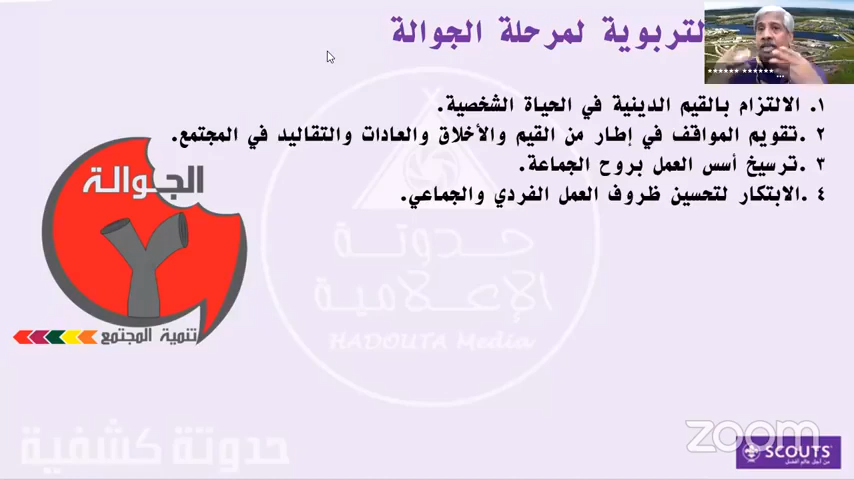 لتربوية لمرحلة الجوالة
١. الالتزام بالقيم الدينية في الحياة الشخصية.
٢ .تقويم المواقف في إطار من القيم والأخلاق والعادات والتقاليد في المجتمع.
٣ .ترسيخ أسس العمل بروح الجماعة.
٤ .الابتكار لتحسين ظروف العمل الفردي والجماعي.
الجوالة
تنمية المجتمع
حدوتة
الإعلامية
HADOUTA Media
حدوتة كشفية
zoom
SCOUTS
من أجل عالم أفضل